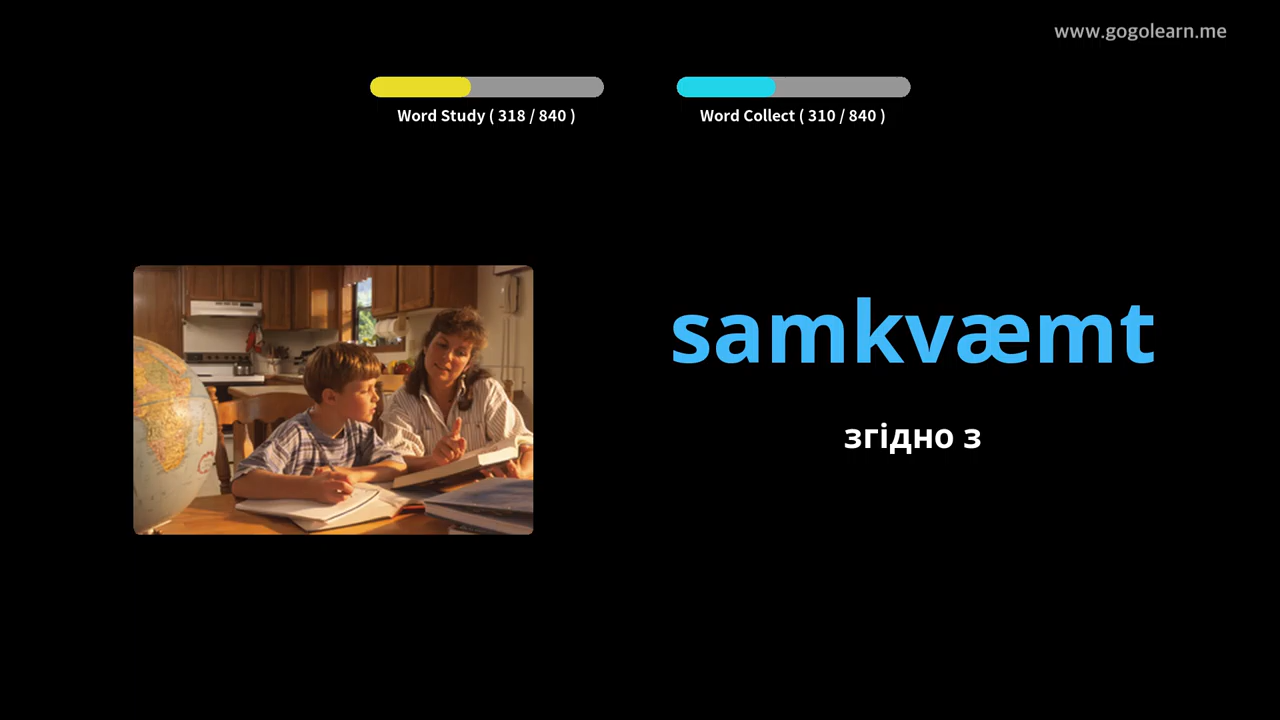 www.gogolearn.me
Word Study ( 318 / 840 )
Word Collect ( 310 / 840 )
samkvæmt
згідно з